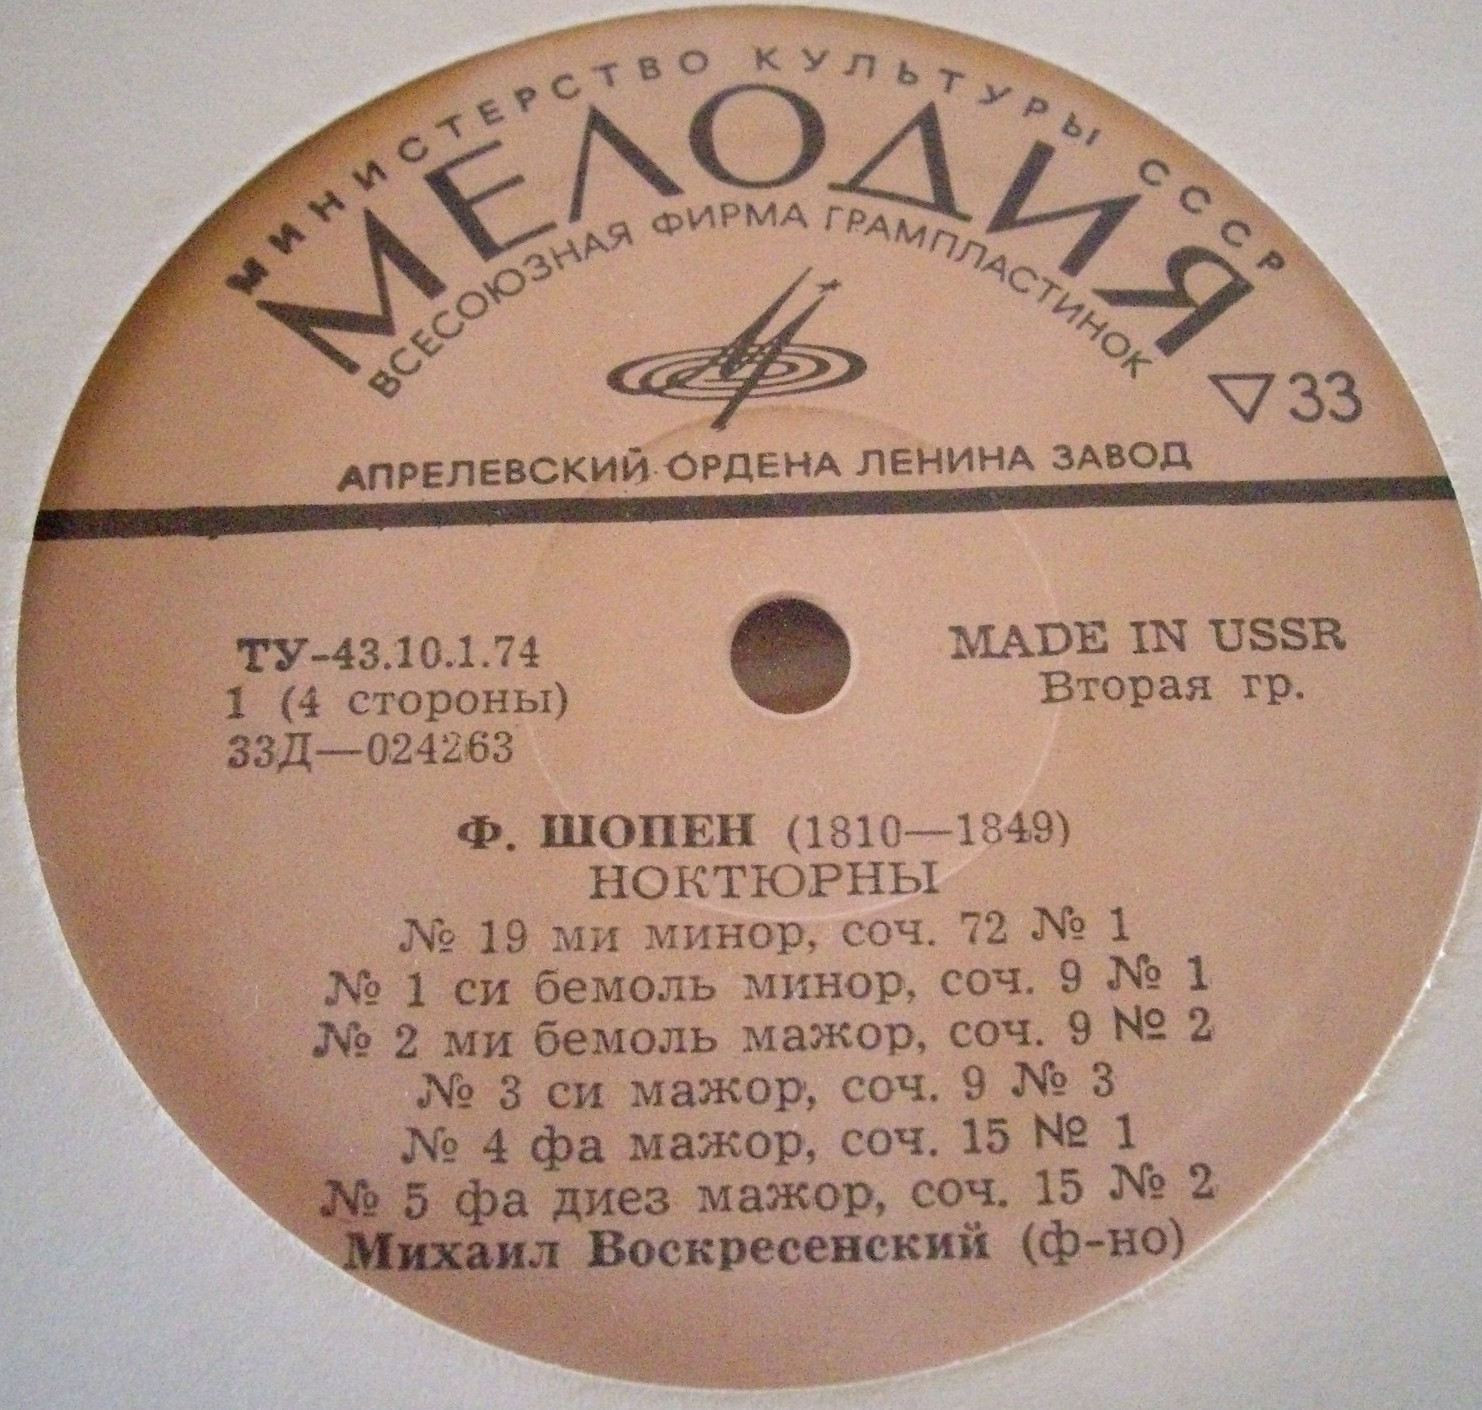 МИНИСТЕРСТВО КУЛЬТУРЫ СССР
МЕЛОДИЯ
ВСЕСОЮЗНАЯ ФИРМА ГРАМПЛАСТИНОК
▽33
АПРЕЛЕВСКИЙ ОРДЕНА ЛЕНИНА ЗАВОД
ТУ-43.10.1.74
1 (4 стороны)
33Д—024263
MADE IN USSR
Вторая гр.
Ф. ШОПЕН (1810—1849)
НОКТЮРНЫ
№ 19 ми минор, соч. 72 № 1
№ 1 си бемоль минор, соч. 9 № 1
№ 2 ми бемоль мажор, соч. 9 № 2
№ 3 си мажор, соч. 9 № 3
№ 4 фа мажор, соч. 15 № 1
№ 5 фа диез мажор, соч. 15 № 2
Михаил Воскресенский (ф-но)